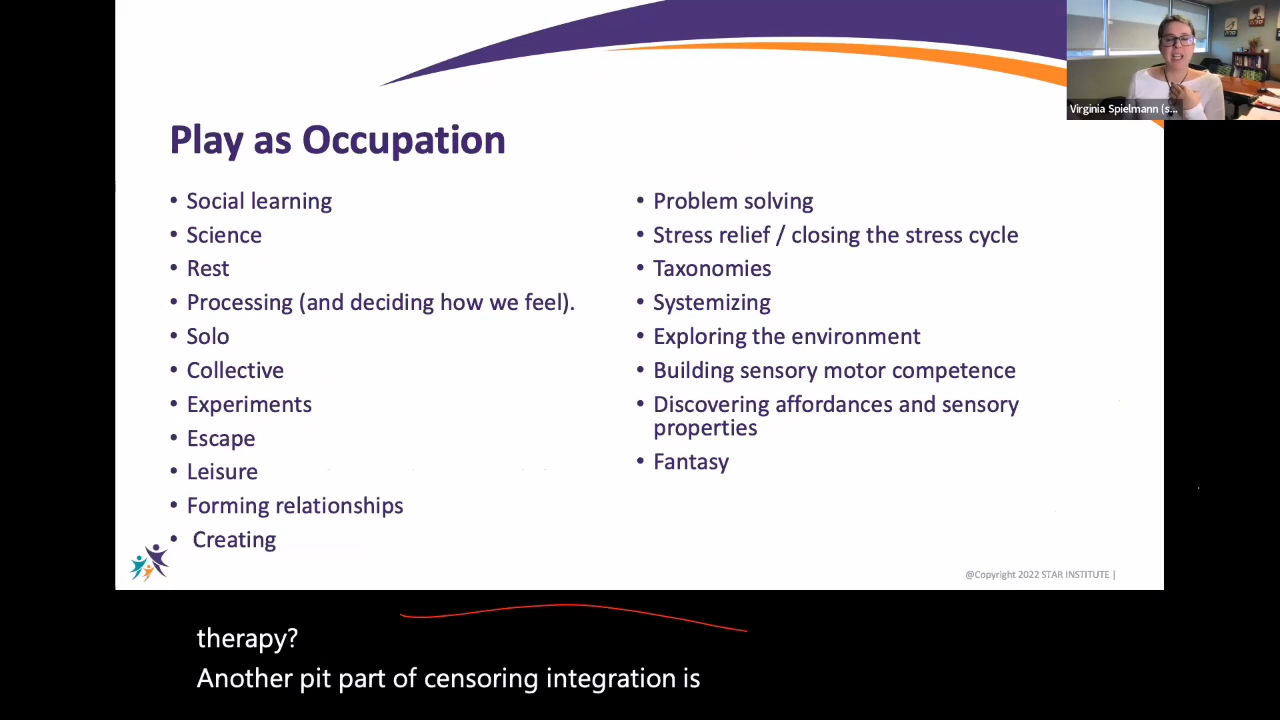 Virginia Spielmann (s...
Play as Occupation
• Social learning
• Science
• Rest
• Processing (and deciding how we feel).
• Solo
• Collective
• Experiments
• Escape
• Leisure
• Forming relationships
• Creating
• Problem solving
• Stress relief / closing the stress cycle
• Taxonomies
• Systemizing
• Exploring the environment
• Building sensory motor competence
• Discovering affordances and sensory
properties
• Fantasy
@Copyright 2022 STAR INSTITUTE |
therapy?
Another pit part of censoring integration is